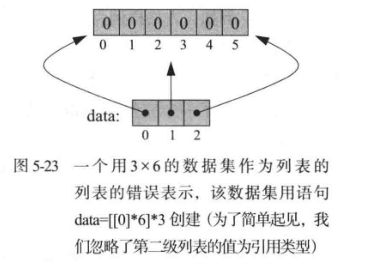 0 0 0 0 0 0
0 1 2 3 4 5
data:
0 1 2
图 5-23 一个用 3×6 的数据集作为列表的
列表的错误表示，该数据集用语句
data=[[0]*6]*3 创建（为了简单起见，我
们忽略了第二级列表的值为引用类型）